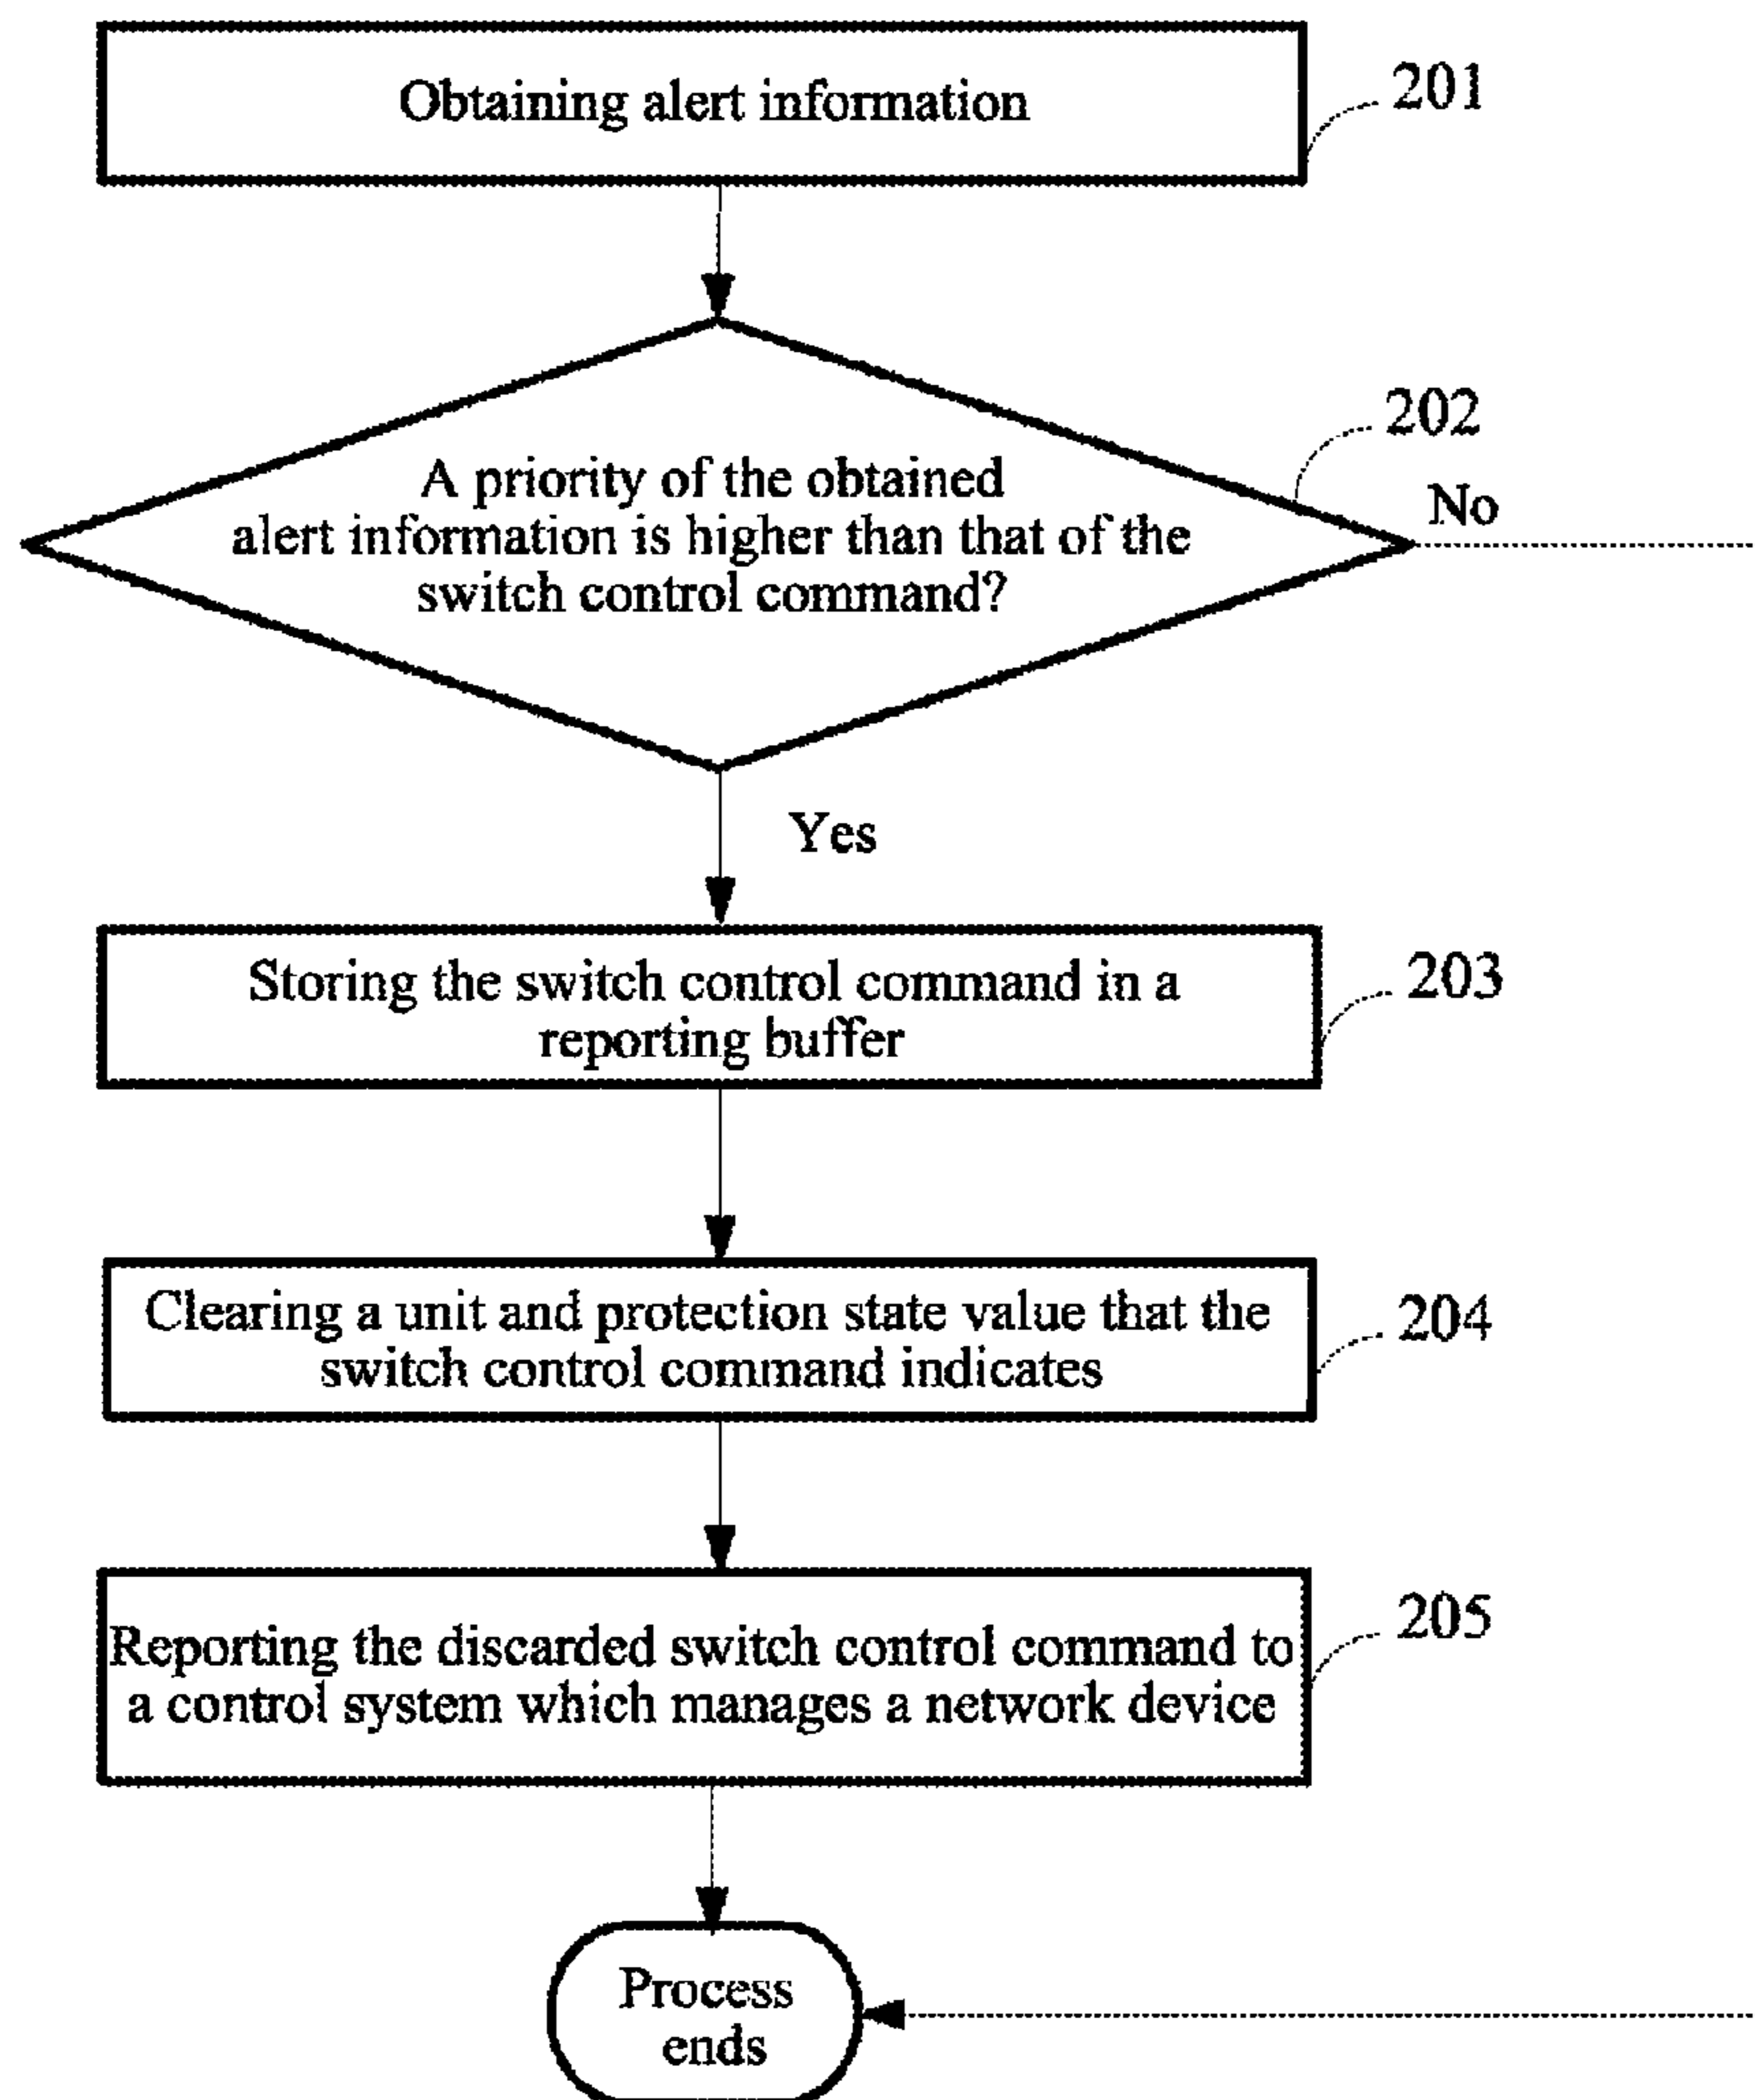 Obtaining alert information
201
202
A priority of the obtained
alert information is higher than that of the
switch control command?
No
Yes
Storing the switch control command in a
reporting buffer
203
Clearing a unit and protection state value that the
switch control command indicates
204
Reporting the discarded switch control command to
a control system which manages a network device
205
Process
ends